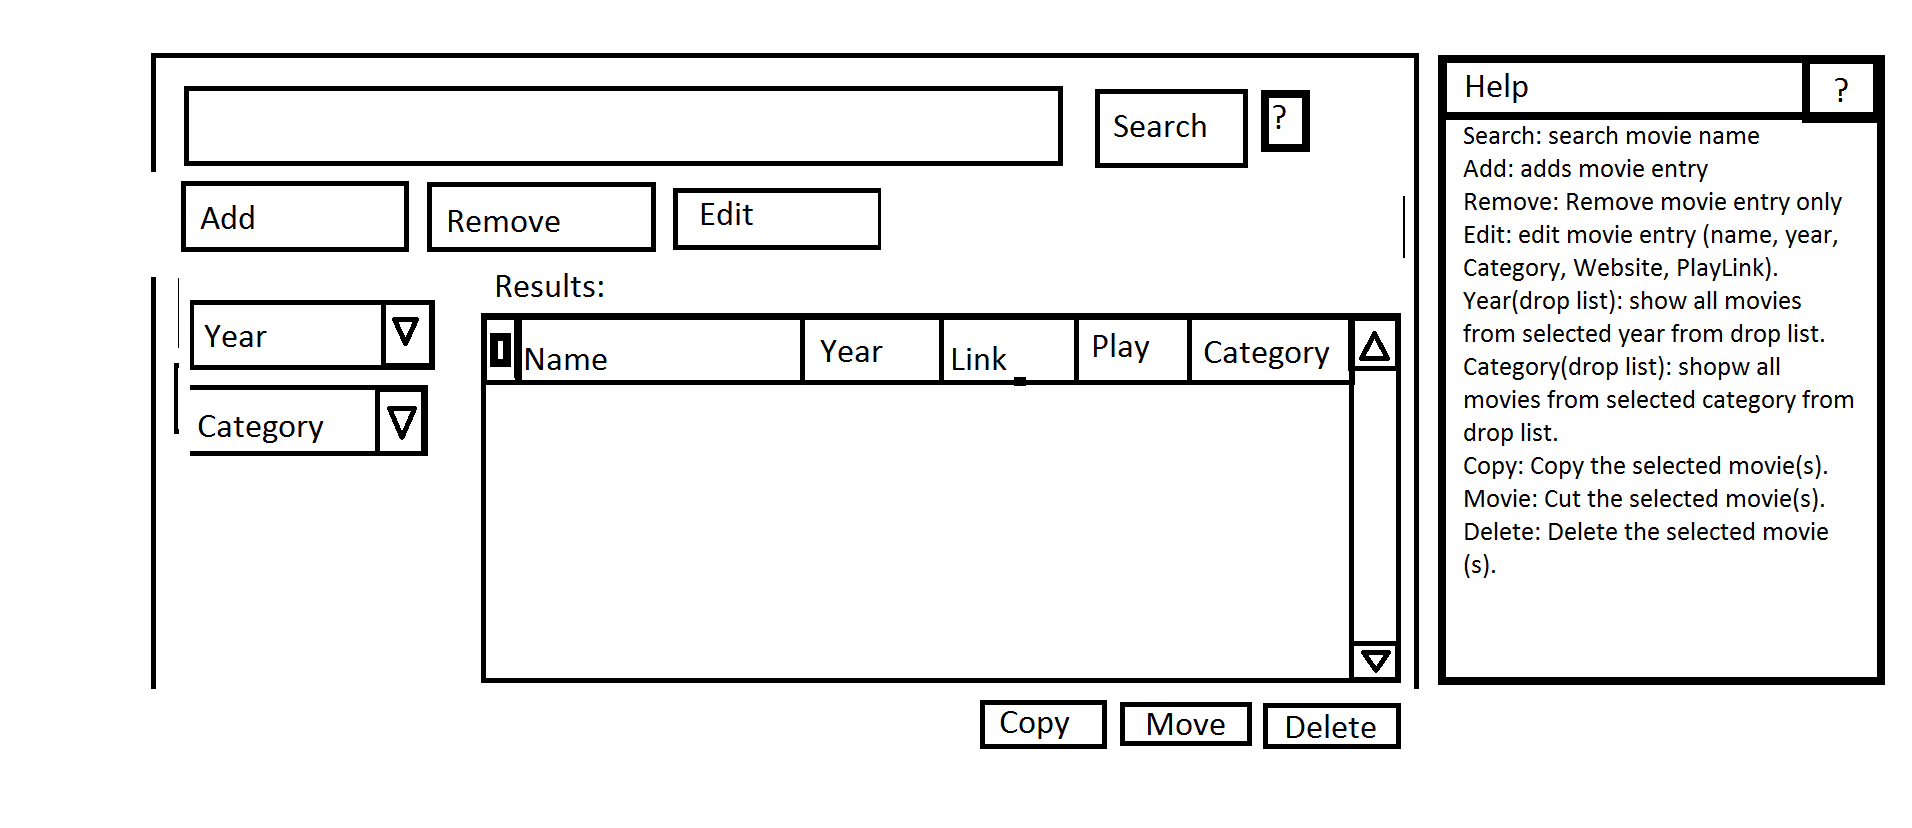 Search
?
Add
Remove
Edit
Results:
Year
Category
Name
Year
Link
Play
Category
Copy
Move
Delete
Help
?
Search: search movie name
Add: adds movie entry
Remove: Remove movie entry only
Edit: edit movie entry (name, year,
Category, Website, PlayLink).
Year(drop list): show all movies
from selected year from drop list.
Category(drop list): shopw all
movies from selected category from
drop list.
Copy: Copy the selected movie(s).
Movie: Cut the selected movie(s).
Delete: Delete the selected movie
(s).